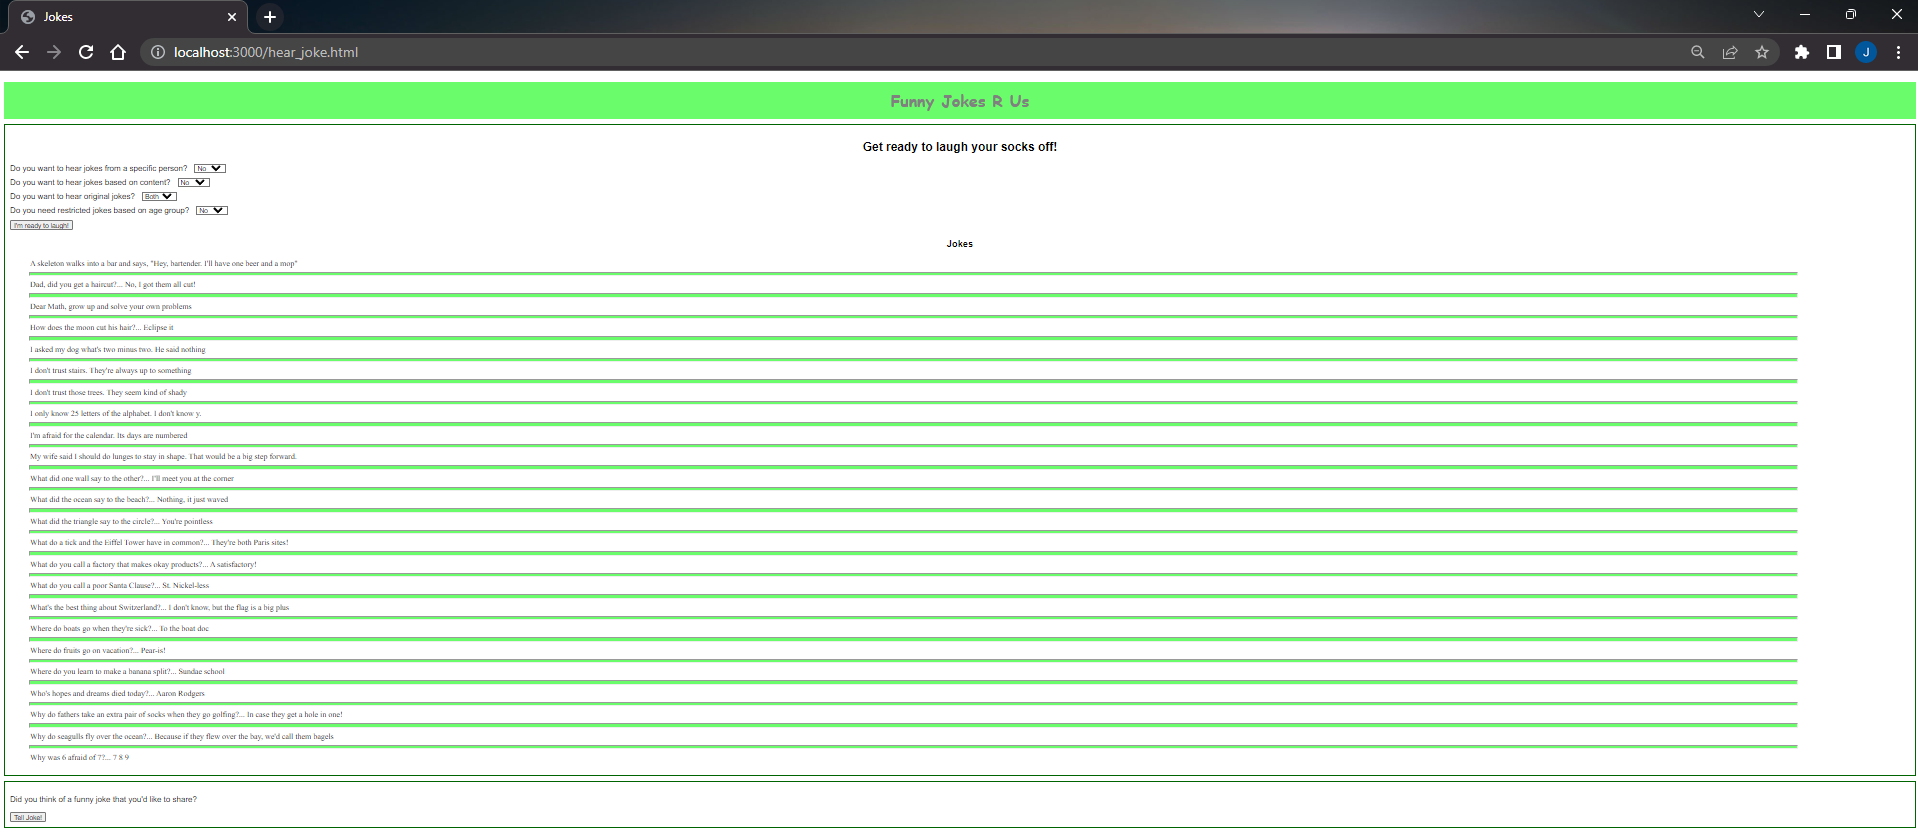 Jokes
localhost:3000/hear_joke.html
J
Funny Jokes R Us
Get ready to laugh your socks off!
Do you want to hear jokes from a specific person? No
Do you want to hear jokes based on content? No
Do you want to hear original jokes? Both
Do you need restricted jokes based on age group? No
I'm ready to laugh!
Jokes
A skeleton walks into a bar and says, "Hey, bartender. I'll have one beer and a mop"
Dad, did you get a haircut?... No, I got them all cut!
Dear Math, grow up and solve your own problems
How does the moon cut his hair?... Eclipse it
I asked my dog what's two minus two. He said nothing
I don't trust stairs. They're always up to something
I don't trust those trees. They seem kind of shady
I only know 25 letters of the alphabet. I don't know y.
I'm afraid for the calendar. Its days are numbered
My wife said I should do lunges to stay in shape. That would be a big step forward.
What did one wall say to the other?... I'll meet you at the corner
What did the ocean say to the beach?... Nothing, it just waved
What did the triangle say to the circle?... You're pointless
What do a tick and the Eiffel Tower have in common?... They're both Paris sites!
What do you call a factory that makes okay products?... A satisfactory!
What do you call a poor Santa Clause?... St. Nickel-less
What's the best thing about Switzerland?... I don't know, but the flag is a big plus
Where do boats go when they're sick?... To the boat doc
Where do fruits go on vacation?... Pear-is!
Where do you learn to make a banana split?... Sundae school
Who's hopes and dreams died today?... Aaron Rodgers
Why do fathers take an extra pair of socks when they go golfing?... In case they get a hole in one!
Why do seagulls fly over the ocean?... Because if they flew over the bay, we'd call them bagels
Why was 6 afraid of 7?... 7 8 9
Did you think of a funny joke that you'd like to share?
Tell Joke!